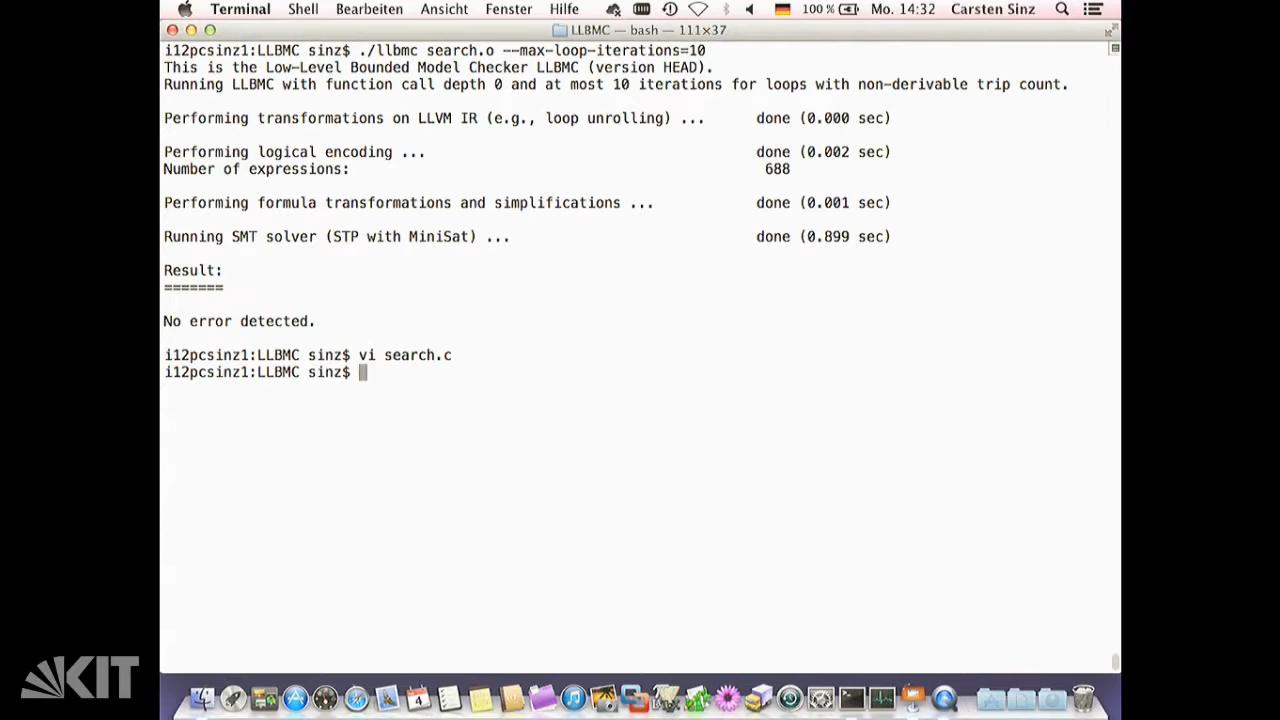 Terminal Shell Bearbeiten Ansicht Fenster Hilfe 100 % Mo. 14:32 Carsten Sinz
LLBMC — bash — 111×37
i12pcsinz1:LLBMC sinz$ ./llbmc search.o --max-loop-iterations=10
This is the Low-Level Bounded Model Checker LLBMC (version HEAD).
Running LLBMC with function call depth 0 and at most 10 iterations for loops with non-derivable trip count.
Performing transformations on LLVM IR (e.g., loop unrolling) ... done (0.000 sec)
Performing logical encoding ... done (0.002 sec)
Number of expressions: 688
Performing formula transformations and simplifications ... done (0.001 sec)
Running SMT solver (STP with MiniSat) ... done (0.899 sec)
Result:
=======
No error detected.
i12pcsinz1:LLBMC sinz$ vi search.c
i12pcsinz1:LLBMC sinz$
KIT
4